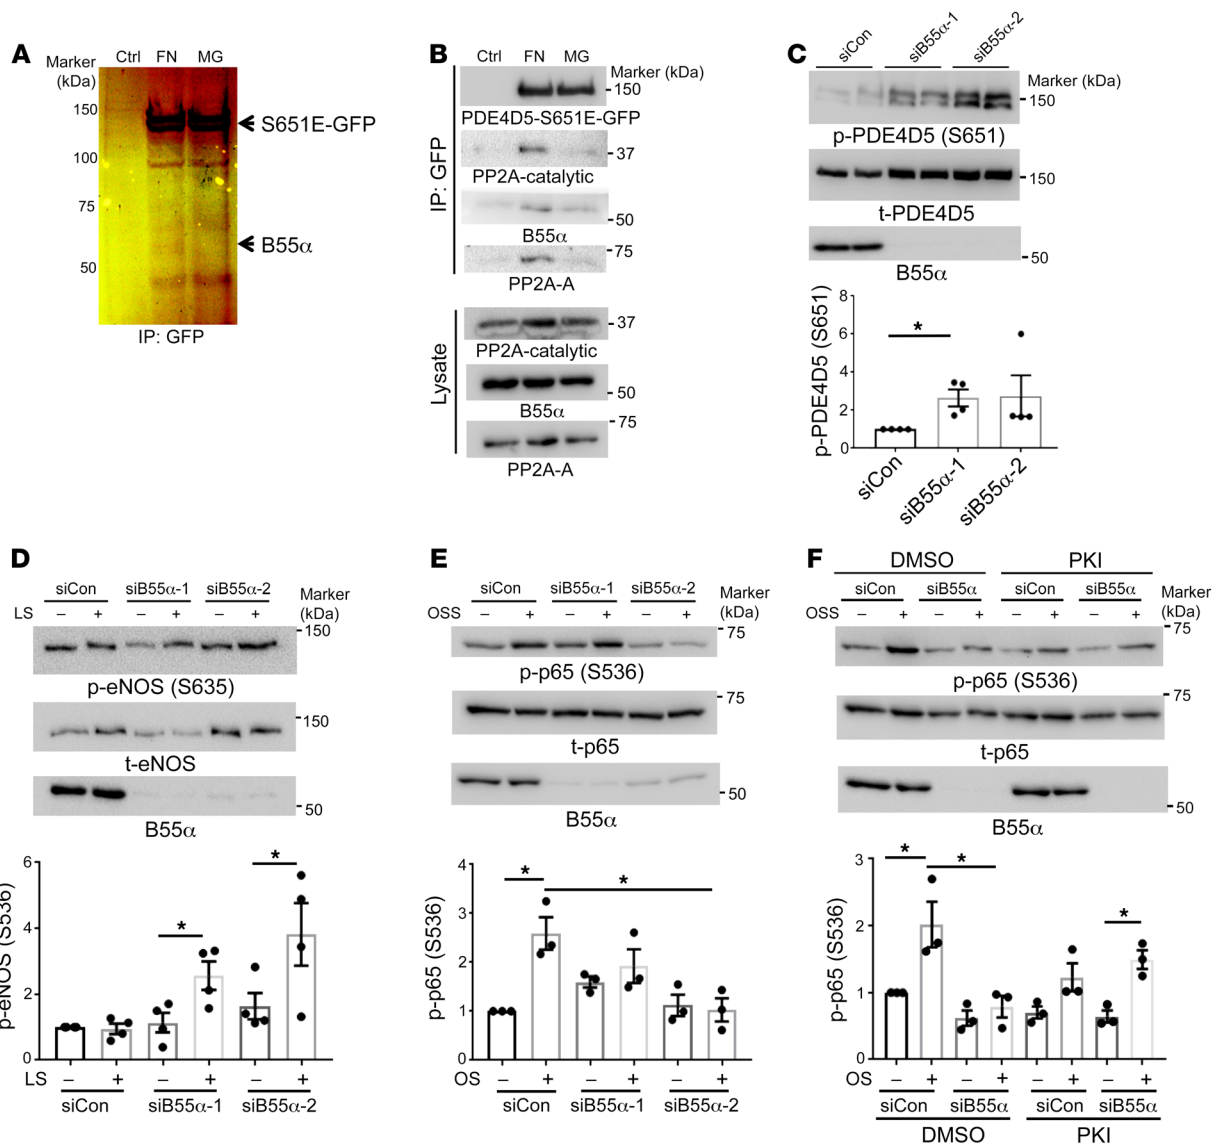 A
Marker
(kDa)
Ctrl FN MG
150
100
75
50
S651E-GFP
B55α
IP: GFP
B
Ctrl FN MG
Marker (kDa)
IP: GFP
150
PDE4D5-S651E-GFP
37
PP2A-catalytic
50
B55α
75
PP2A-A
Lysate
37
PP2A-catalytic
50
B55α
75
PP2A-A
C
siCon siB55α-1 siB55α-2
Marker (kDa)
150
p-PDE4D5 (S651)
150
t-PDE4D5
50
B55α
p-PDE4D5 (S651)
8
6
4
2
0
*
siCon siB55α-1 siB55α-2
D
siCon siB55α-1 siB55α-2
Marker
(kDa)
LS – + – + – +
150
p-eNOS (S635)
150
t-eNOS
50
B55α
p-eNOS (S536)
6
4
2
0
* *
LS – + – + – +
siCon siB55α-1 siB55α-2
E
siCon siB55α-1 siB55α-2
Marker
(kDa)
OSS – + – + – +
75
p-p65 (S536)
75
t-p65
50
B55α
p-p65 (S536)
4
3
2
1
0
* *
OS – + – + – +
siCon siB55α-1 siB55α-2
F
DMSO PKI
siCon siB55α siCon siB55α
Marker
(kDa)
OSS – + – + – + – +
75
p-p65 (S536)
75
t-p65
50
B55α
p-p65 (S536)
3
2
1
0
* * *
OS – + – + – + – +
siCon siB55α siCon siB55α
DMSO PKI